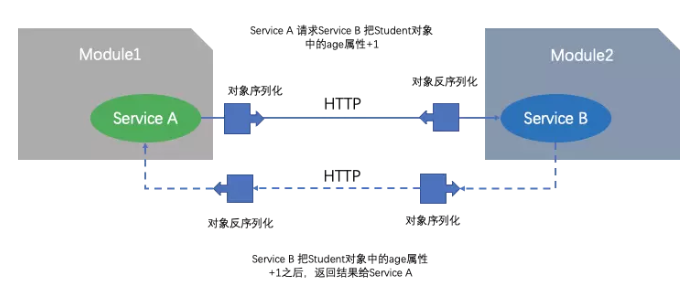 Service A 请求Service B 把Student对象
中的age属性+1
Module1
Module2
对象序列化
对象反序列化
HTTP
Service A
Service B
HTTP
对象反序列化
对象序列化
Service B 把Student对象中的age属性
+1之后，返回结果给Service A